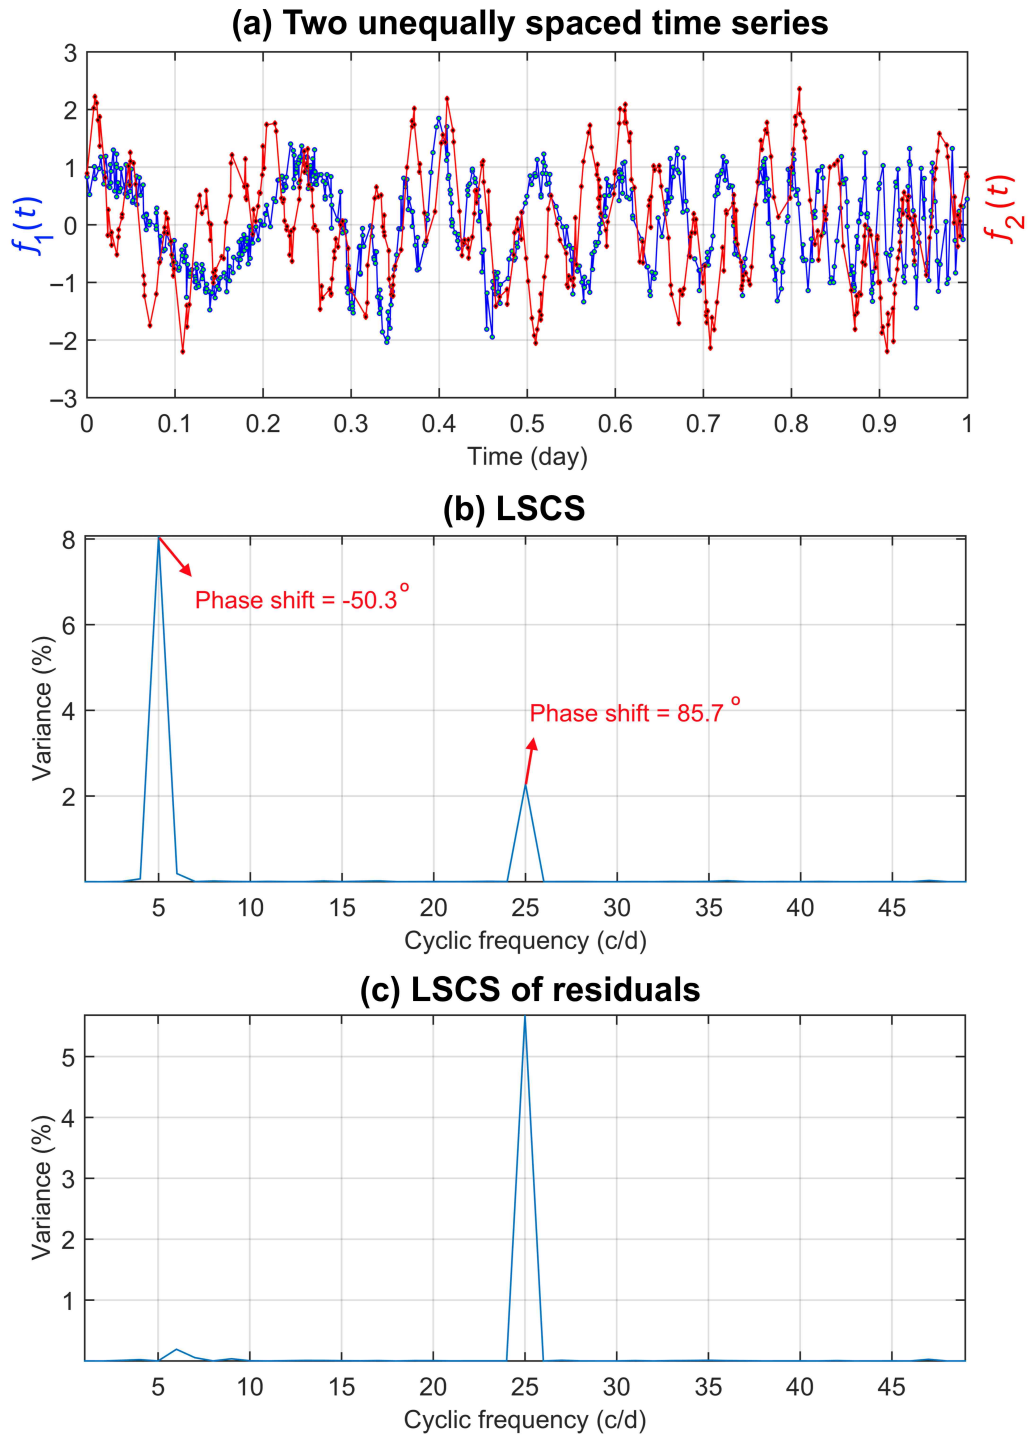 (a) Two unequally spaced time series
3
2
1
0
−1
−2
−3
f1(t)
f2(t)
0 0.1 0.2 0.3 0.4 0.5 0.6 0.7 0.8 0.9 1
Time (day)
(b) LSCS
8
6
4
2
Variance (%)
Phase shift = -50.3o
Phase shift = 85.7 o
5 10 15 20 25 30 35 40 45
Cyclic frequency (c/d)
(c) LSCS of residuals
5
4
3
2
1
Variance (%)
5 10 15 20 25 30 35 40 45
Cyclic frequency (c/d)